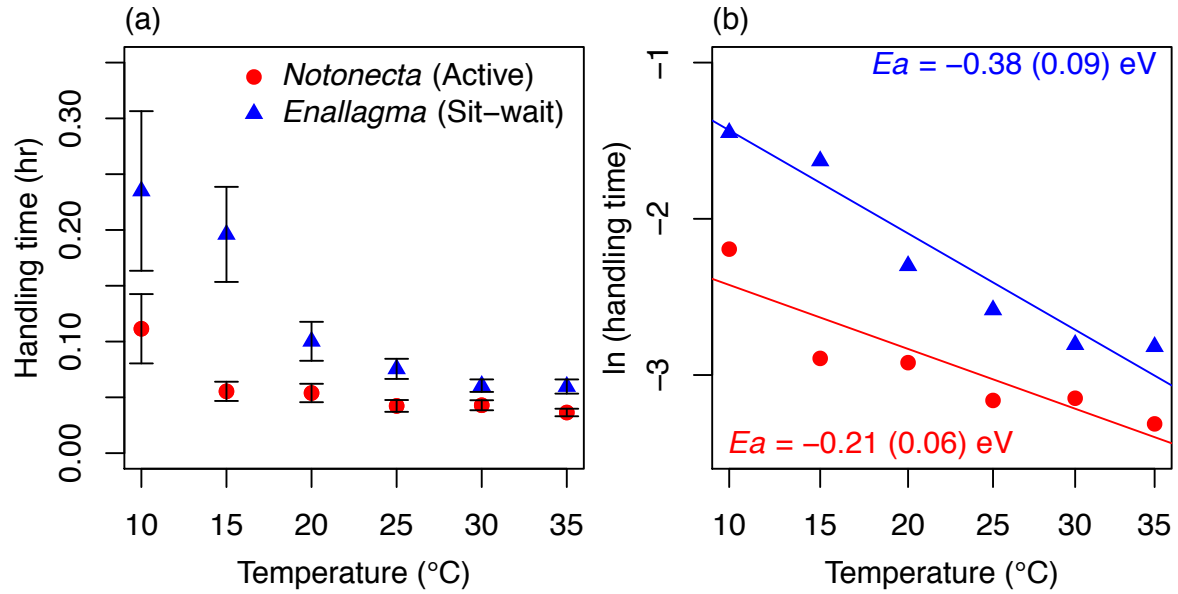 (a)
Notonecta (Active)
Enallagma (Sit−wait)
Handling time (hr)
0.00
0.10
0.20
0.30
10 15 20 25 30 35
Temperature (°C)
(b)
Ea = −0.38 (0.09) eV
Ea = −0.21 (0.06) eV
ln (handling time)
−1
−2
−3
10 15 20 25 30 35
Temperature (°C)